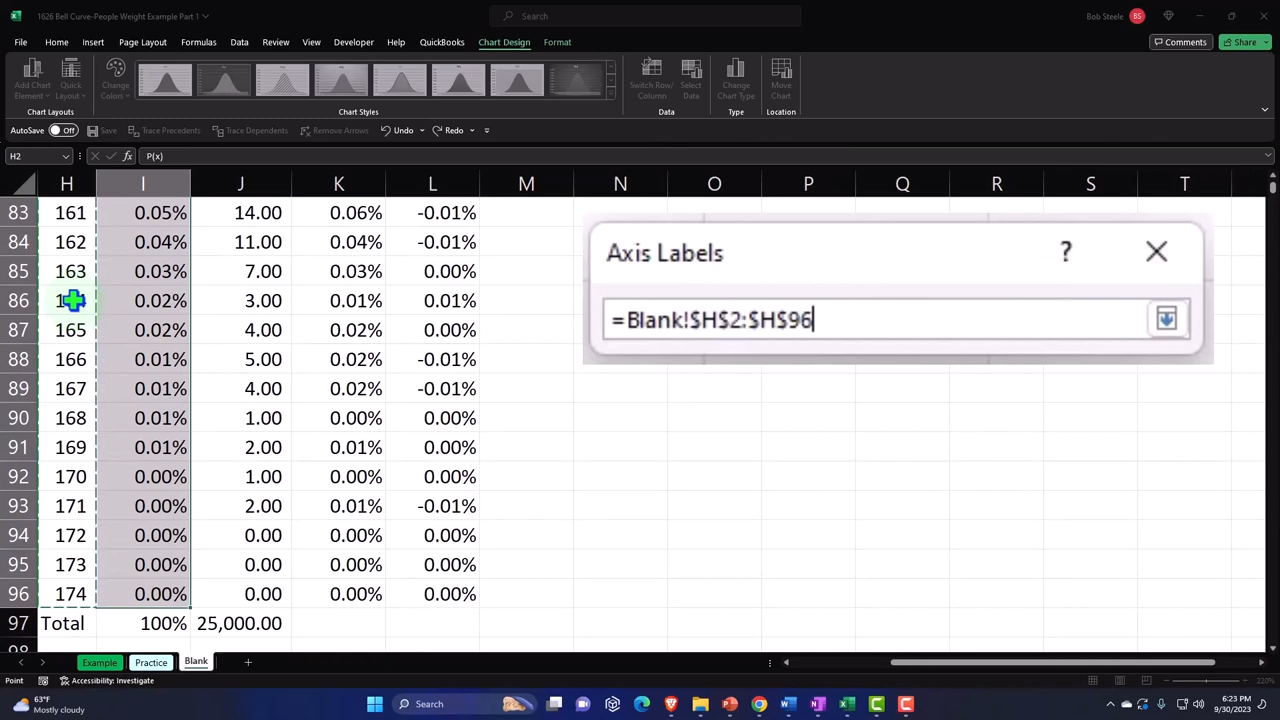 1626 Bell Curve-People Weight Example Part 1
Search
Bob Steele BS
File Home Insert Page Layout Formulas Data Review View Developer Help QuickBooks Chart Design Format Comments Share
Add Chart Element Quick Layout Change Colors Switch Row/Column Select Data Change Chart Type Move Chart
Chart Layouts Chart Styles Data Type Location
AutoSave Off Save Trace Precedents Trace Dependents Remove Arrows Undo Redo
H2 fx P(x)
H I J K L M N O P Q R S T
83 161 0.05% 14.00 0.06% -0.01%
84 162 0.04% 11.00 0.04% -0.01%
85 163 0.03% 7.00 0.03% 0.00%
86 0.02% 3.00 0.01% 0.01%
87 165 0.02% 4.00 0.02% 0.00%
88 166 0.01% 5.00 0.02% -0.01%
89 167 0.01% 4.00 0.02% -0.01%
90 168 0.01% 1.00 0.00% 0.00%
91 169 0.01% 2.00 0.01% 0.00%
92 170 0.00% 1.00 0.00% 0.00%
93 171 0.00% 2.00 0.01% -0.01%
94 172 0.00% 0.00 0.00% 0.00%
95 173 0.00% 0.00 0.00% 0.00%
96 174 0.00% 0.00 0.00% 0.00%
97 Total 100% 25,000.00
Axis Labels ?
=Blank!$H$2:$H$96
Example Practice Blank
Point Accessibility: Investigate 220%
63°F
Mostly cloudy
Search
6:23 PM
9/30/2023